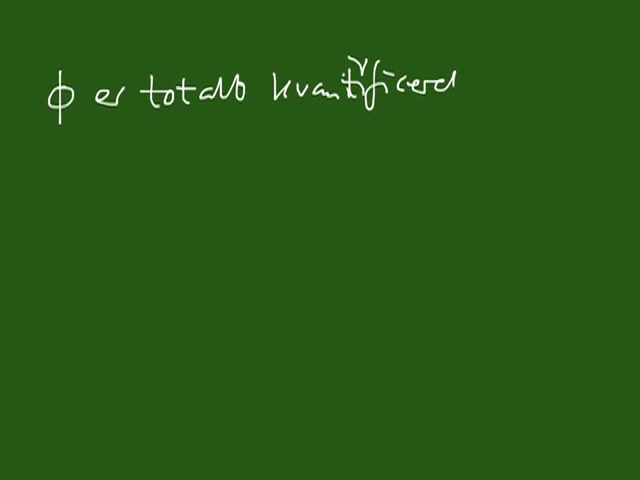 φ er totalt kvantificeret